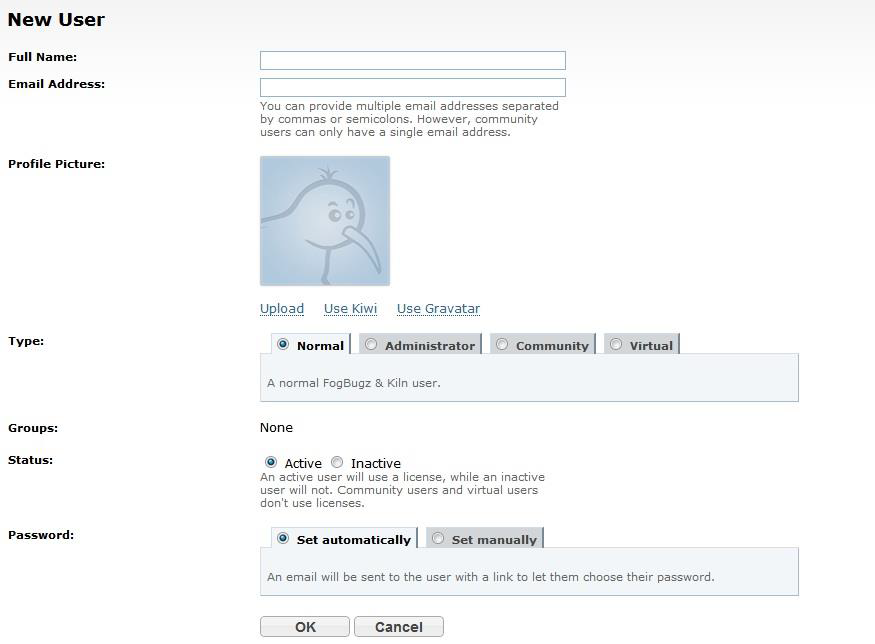 New User
Full Name:
Email Address:
You can provide multiple email addresses separated
by commas or semicolons. However, community
users can only have a single email address.
Profile Picture:
Upload Use Kiwi Use Gravatar
Type:
Normal Administrator Community Virtual
A normal FogBugz & Kiln user.
Groups:
None
Status:
Active Inactive
An active user will use a license, while an inactive
user will not. Community users and virtual users
don't use licenses.
Password:
Set automatically Set manually
An email will be sent to the user with a link to let them choose their password.
OK Cancel